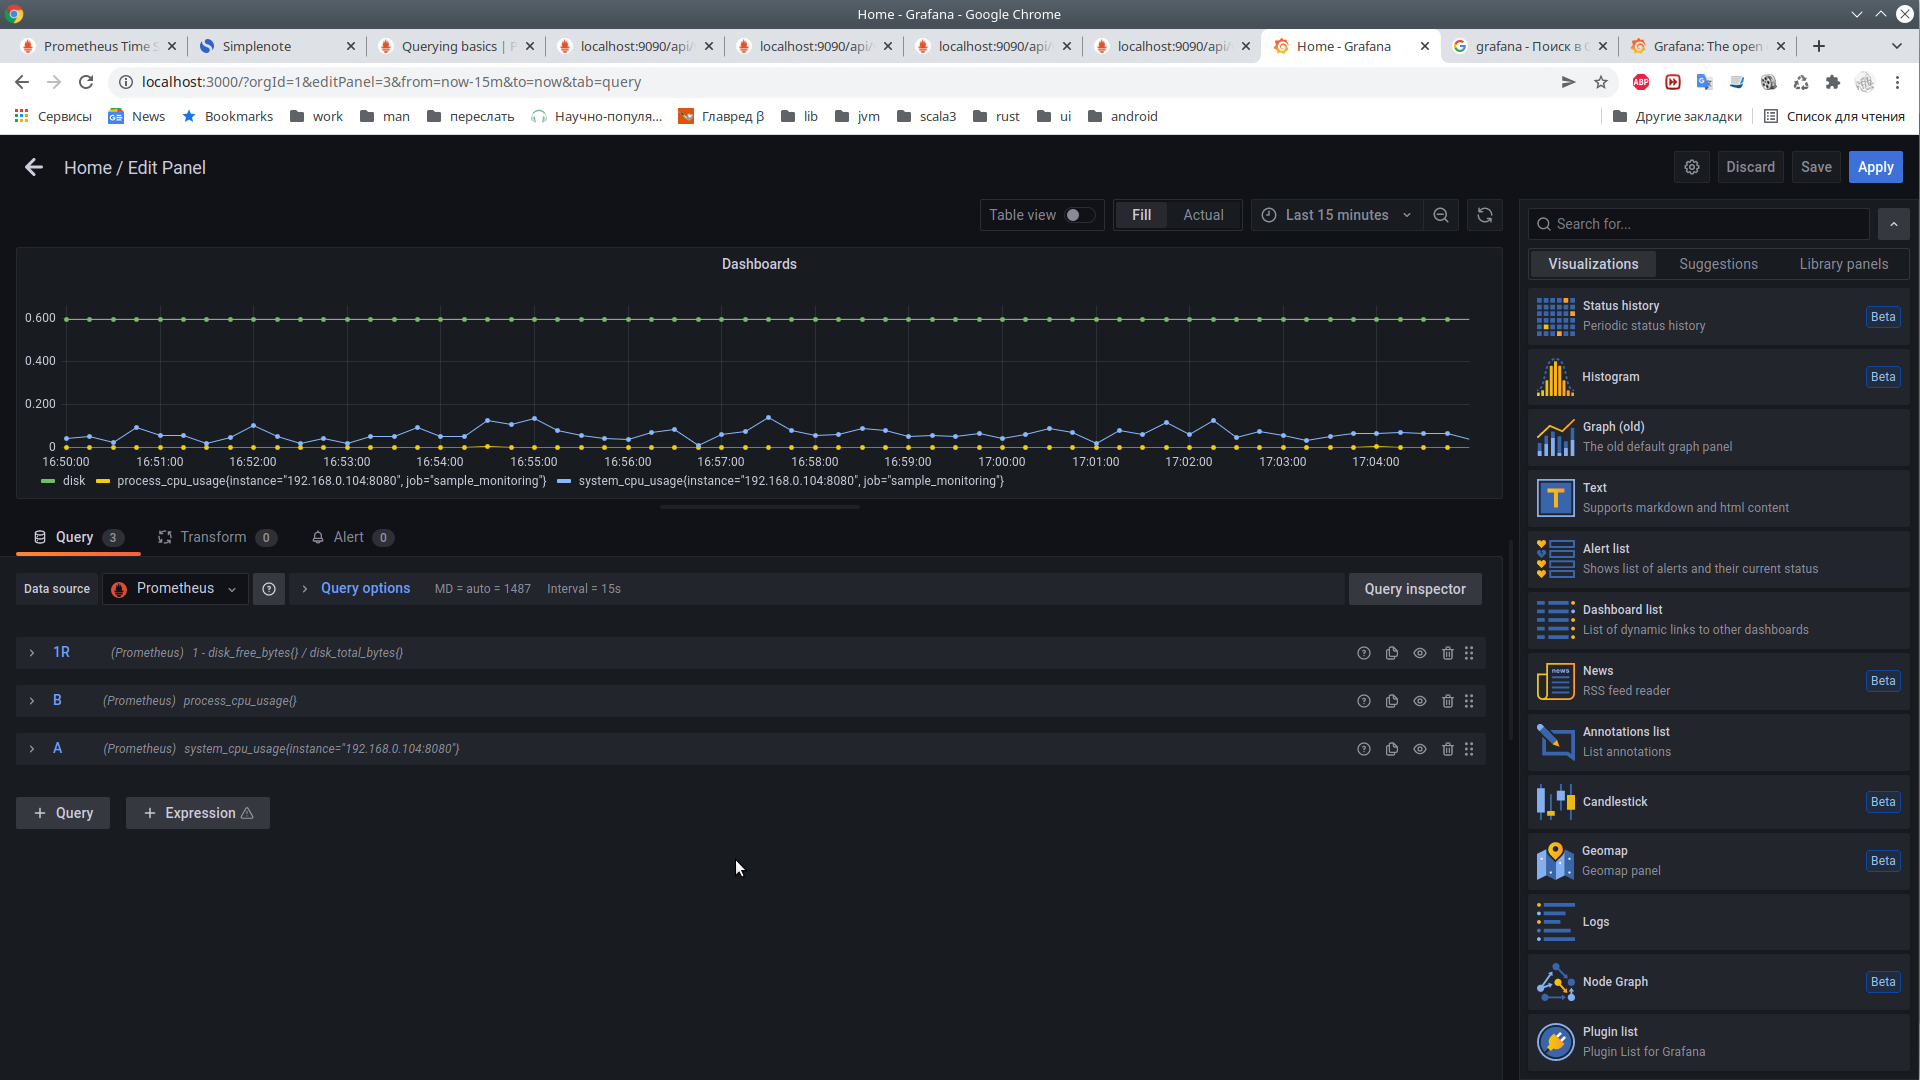 Home - Grafana - Google Chrome
Prometheus Time S
Simplenote
Querying basics | P
localhost:9090/api/
localhost:9090/api/
localhost:9090/api/
localhost:9090/api/
Home - Grafana
grafana - Поиск в G
Grafana: The open
localhost:3000/?orgId=1&editPanel=3&from=now-15m&to=now&tab=query
ABP
Сервисы
News
Bookmarks
work
man
переслать
Научно-популя...
Главред β
lib
jvm
scala3
rust
ui
android
Другие закладки
Список для чтения
Home / Edit Panel
Discard
Save
Apply
Table view
Fill
Actual
Last 15 minutes
Search for...
Visualizations
Suggestions
Library panels
Dashboards
0.600
0.400
0.200
0
16:50:00 16:51:00 16:52:00 16:53:00 16:54:00 16:55:00 16:56:00 16:57:00 16:58:00 16:59:00 17:00:00 17:01:00 17:02:00 17:03:00 17:04:00
disk process_cpu_usage{instance="192.168.0.104:8080", job="sample_monitoring"} system_cpu_usage{instance="192.168.0.104:8080", job="sample_monitoring"}
Query 3
Transform 0
Alert 0
Data source
Prometheus
Query options
MD = auto = 1487
Interval = 15s
Query inspector
1R (Prometheus) 1 - disk_free_bytes{} / disk_total_bytes{}
B (Prometheus) process_cpu_usage{}
A (Prometheus) system_cpu_usage{instance="192.168.0.104:8080"}
+ Query
+ Expression
Status history
Periodic status history
Beta
Histogram
Beta
Graph (old)
The old default graph panel
T
Text
Supports markdown and html content
Alert list
Shows list of alerts and their current status
Dashboard list
List of dynamic links to other dashboards
news
News
RSS feed reader
Beta
Annotations list
List annotations
Candlestick
Beta
Geomap
Geomap panel
Beta
Logs
Node Graph
Beta
Plugin list
Plugin List for Grafana